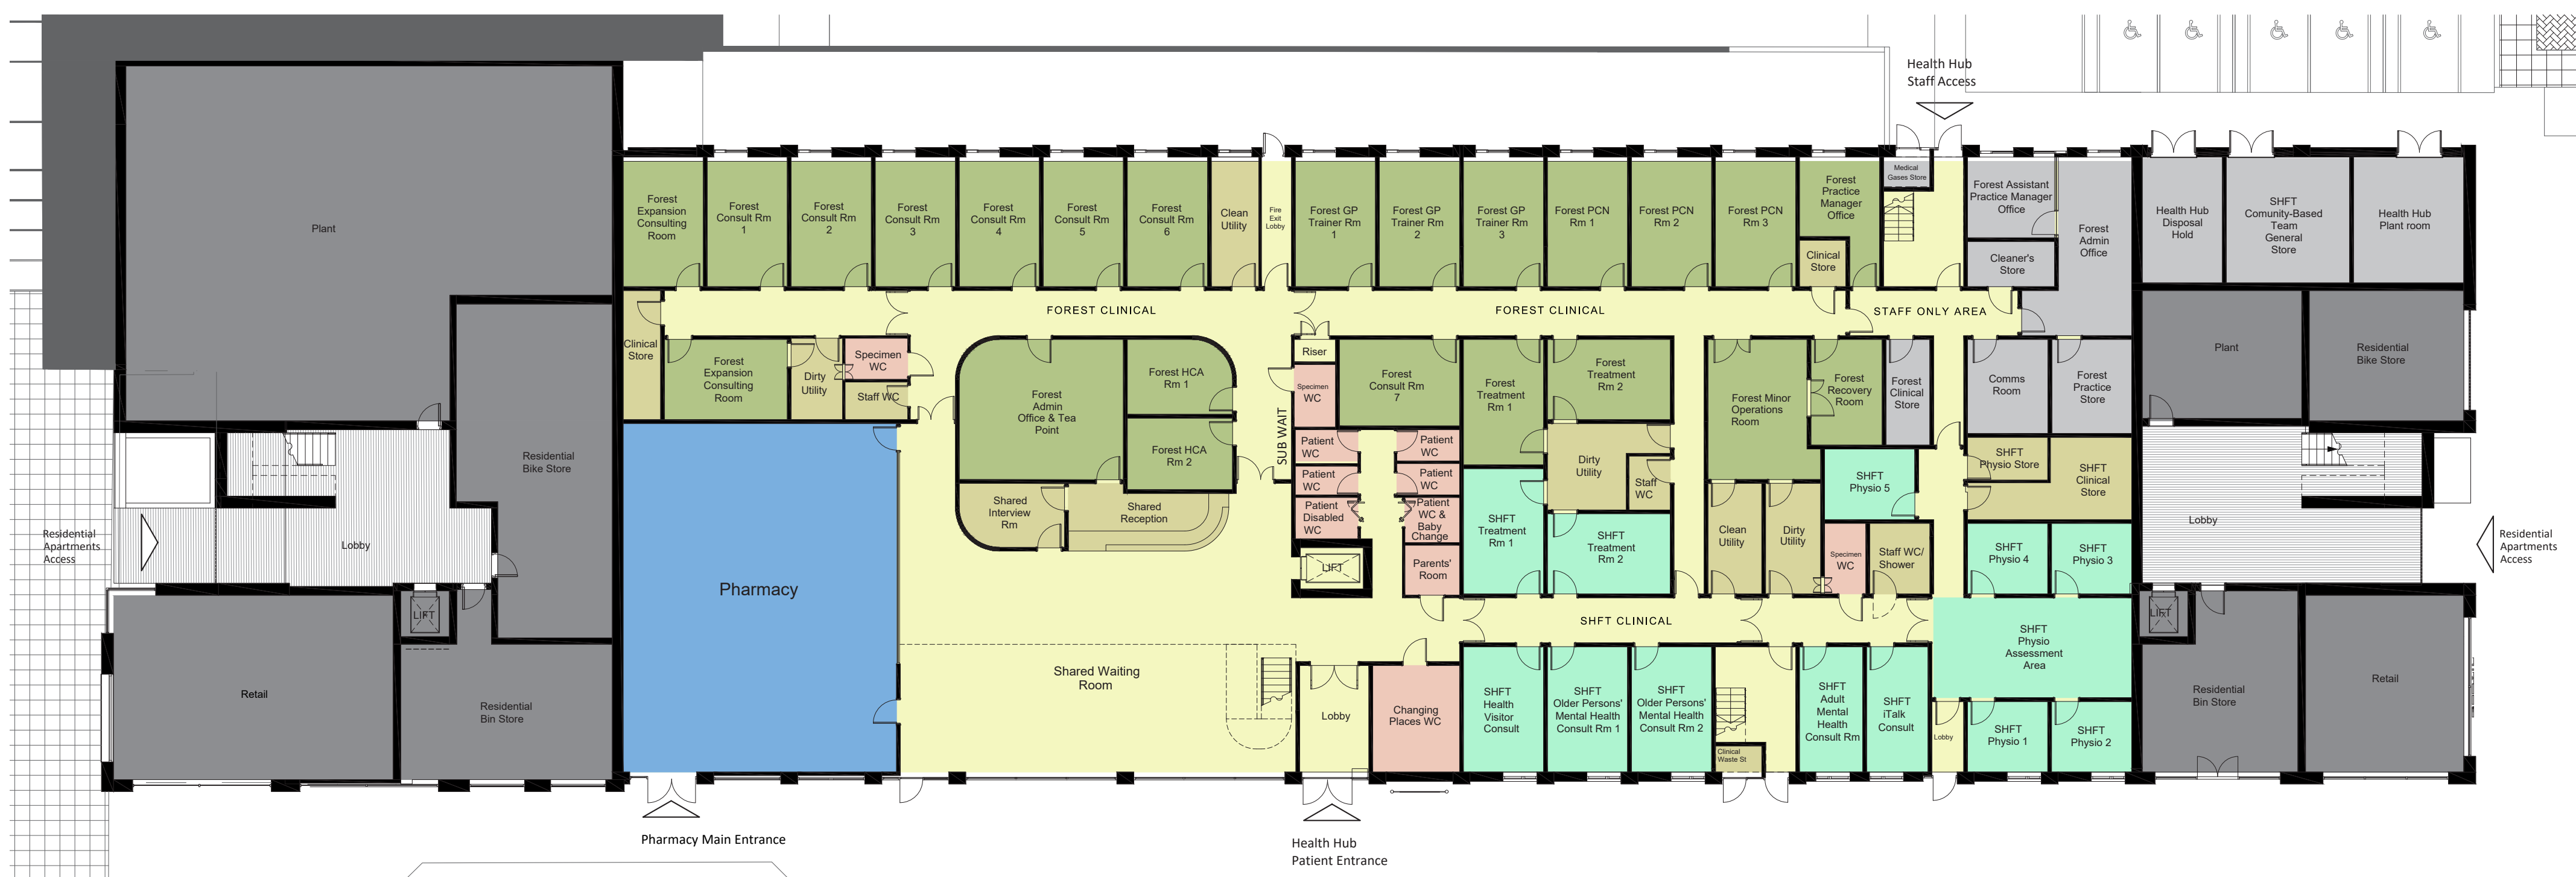 Health Hub
Staff Access
Plant
Forest
Expansion
Consulting
Room
Forest
Consult Rm
1
Forest
Consult Rm
2
Forest
Consult Rm
3
Forest
Consult Rm
4
Forest
Consult Rm
5
Forest
Consult Rm
6
Clean
Utility
Fire
Exit
Lobby
Forest GP
Trainer Rm
1
Forest GP
Trainer Rm
2
Forest GP
Trainer Rm
3
Forest PCN
Rm 1
Forest PCN
Rm 2
Forest PCN
Rm 3
Forest
Practice
Manager
Office
Clinical
Store
Medical
Gases Store
Forest Assistant
Practice Manager
Office
Cleaner's
Store
Forest
Admin
Office
Health Hub
Disposal
Hold
SHFT
Comunity-Based
Team
General
Store
Health Hub
Plant room
FOREST CLINICAL
FOREST CLINICAL
STAFF ONLY AREA
Clinical
Store
Forest
Expansion
Consulting
Room
Dirty
Utility
Specimen
WC
Staff WC
Forest
Admin
Office & Tea
Point
Forest HCA
Rm 1
Forest HCA
Rm 2
SUB WAIT
Riser
Specimen
WC
Forest
Consult Rm
7
Forest
Treatment
Rm 1
Forest
Treatment
Rm 2
Forest Minor
Operations
Room
Forest
Recovery
Room
Forest
Clinical
Store
Comms
Room
Forest
Practice
Store
Plant
Residential
Bike Store
Residential
Bike Store
Patient
WC
Patient
WC
Patient
WC
Patient
WC
Patient
Disabled
WC
Patient
WC &
Baby
Change
Parents'
Room
Dirty
Utility
Staff
WC
SHFT
Physio 5
SHFT
Physio Store
SHFT
Clinical
Store
Shared
Interview
Rm
Shared
Reception
SHFT
Treatment
Rm 1
SHFT
Treatment
Rm 2
Clean
Utility
Dirty
Utility
Specimen
WC
Staff WC/
Shower
SHFT
Physio 4
SHFT
Physio 3
Lobby
Residential
Apartments
Access
Lobby
Residential
Apartments
Access
LIFT
LIFT
LIFT
Pharmacy
SHFT CLINICAL
SHFT
Physio
Assessment
Area
Retail
Residential
Bin Store
Shared Waiting
Room
Lobby
Changing
Places WC
SHFT
Health
Visitor
Consult
SHFT
Older Persons'
Mental Health
Consult Rm 1
SHFT
Older Persons'
Mental Health
Consult Rm 2
Clinical
Waste St
SHFT
Adult
Mental
Health
Consult Rm
SHFT
iTalk
Consult
Lobby
SHFT
Physio 1
SHFT
Physio 2
Residential
Bin Store
Retail
Pharmacy Main Entrance
Health Hub
Patient Entrance